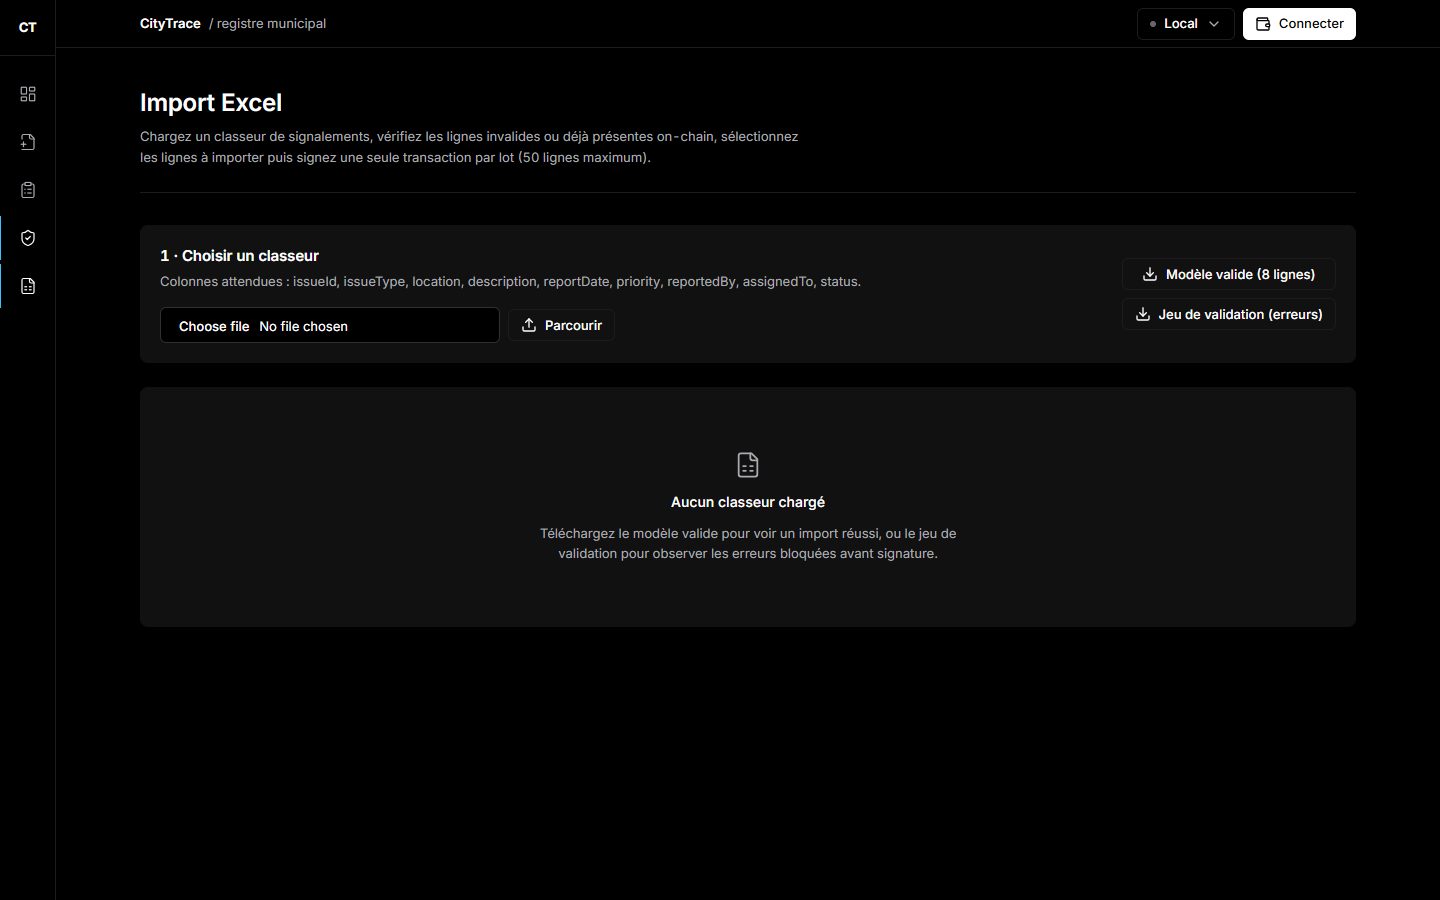 CT
CityTrace / registre municipal
Local
Connecter
Import Excel
Chargez un classeur de signalements, vérifiez les lignes invalides ou déjà présentes on-chain, sélectionnez
les lignes à importer puis signez une seule transaction par lot (50 lignes maximum).
1 · Choisir un classeur
Colonnes attendues : issueId, issueType, location, description, reportDate, priority, reportedBy, assignedTo, status.
Choose file No file chosen
Parcourir
Modèle valide (8 lignes)
Jeu de validation (erreurs)
Aucun classeur chargé
Téléchargez le modèle valide pour voir un import réussi, ou le jeu de
validation pour observer les erreurs bloquées avant signature.